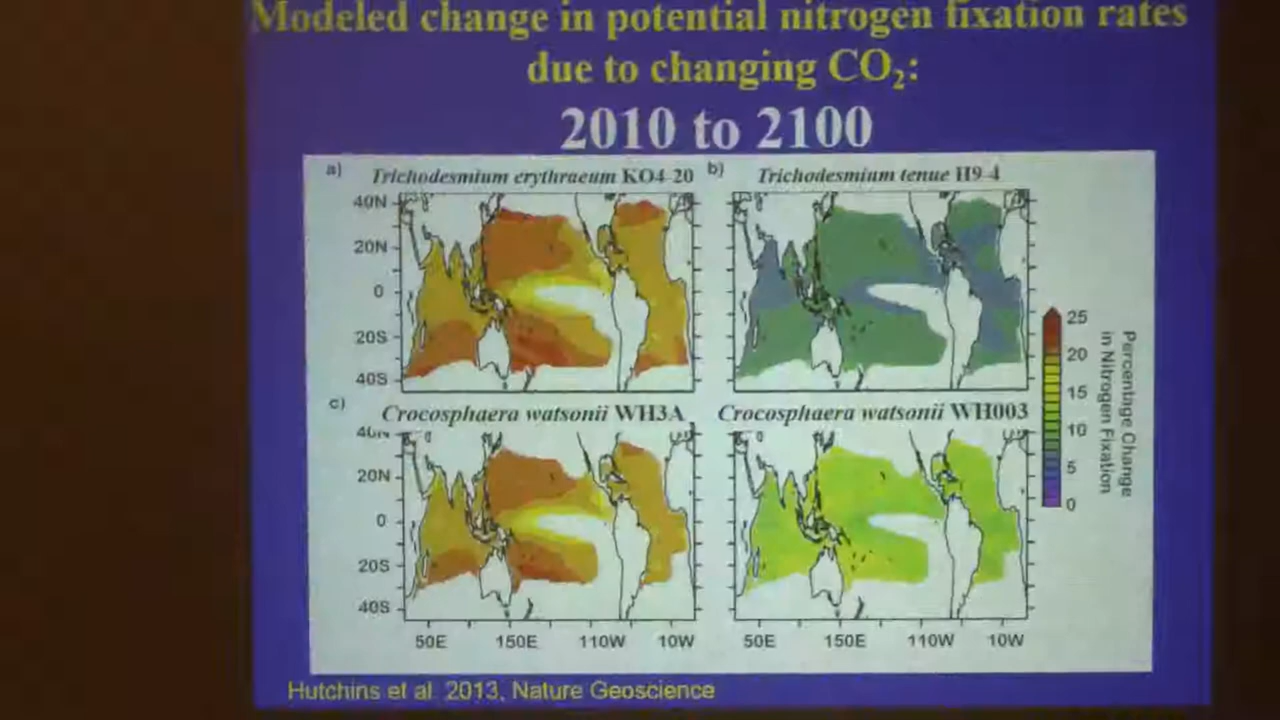 Modeled change in potential nitrogen fixation rates
due to changing CO₂:
2010 to 2100
a) Trichodesmium erythraeum KO4-20
b) Trichodesmium tenue H9-4
40N
20N
0
20S
40S
c) Crocosphaera watsonii WH3A
Crocosphaera watsonii WH003
40N
20N
0
20S
40S
50E 150E 110W 10W
50E 150E 110W 10W
25
20
15
10
5
0
Percentage Change
in Nitrogen Fixation
Hutchins et al. 2013, Nature Geoscience